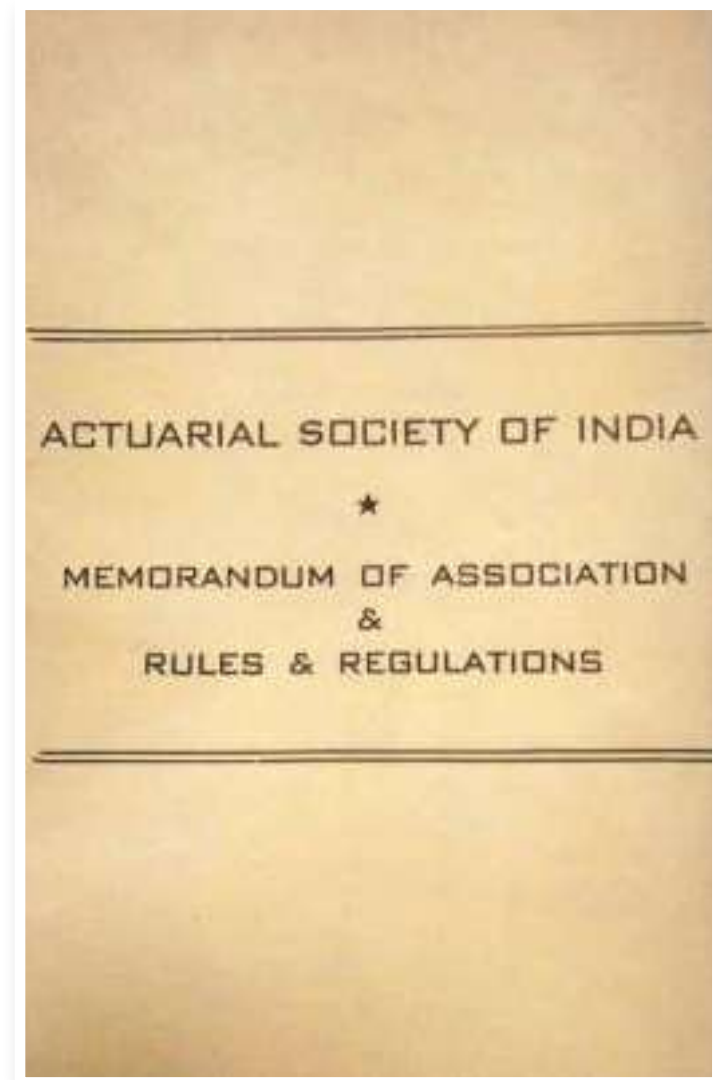 ACTUARIAL SOCIETY OF INDIA
★
MEMORANDUM OF ASSOCIATION
&
RULES & REGULATIONS